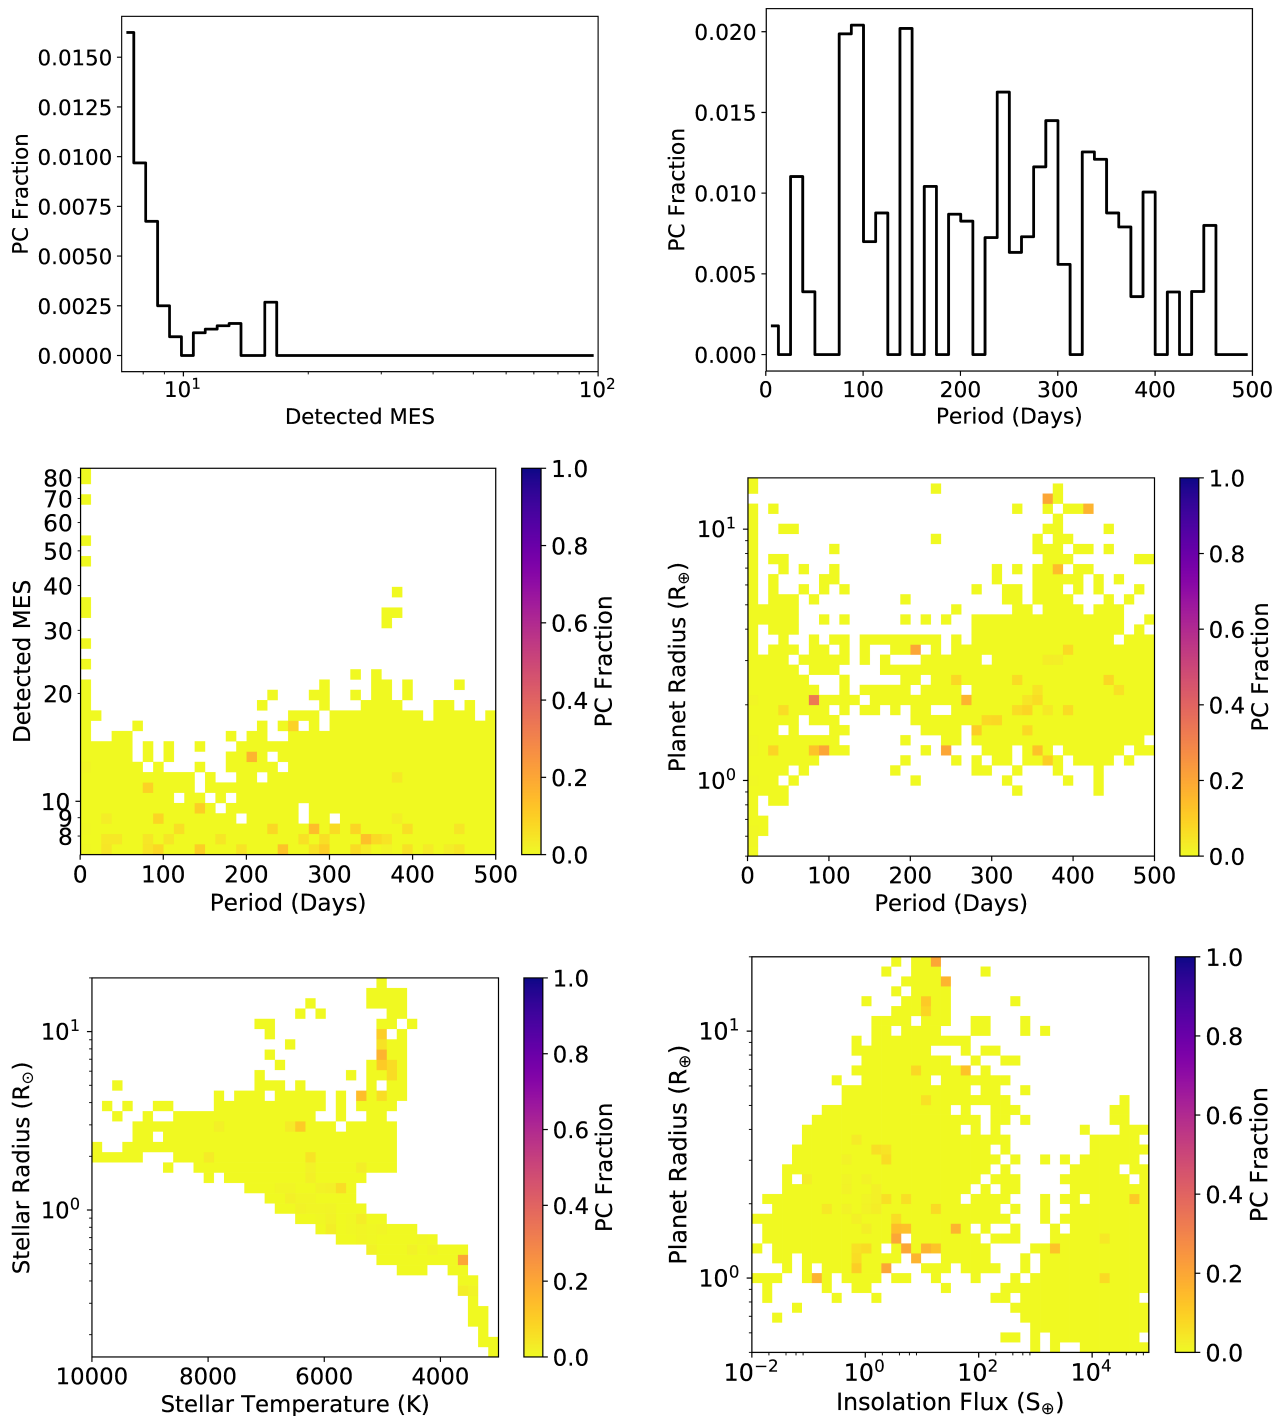 0.0150
0.0125
0.0100
0.0075
0.0050
0.0025
0.0000
PC Fraction
10^1
10^2
Detected MES
0.020
0.015
0.010
0.005
0.000
PC Fraction
0 100 200 300 400 500
Period (Days)
80
70
60
50
40
30
20
10
9
8
Detected MES
0 100 200 300 400 500
Period (Days)
1.0
0.8
0.6
0.4
0.2
0.0
PC Fraction
10^1
10^0
Planet Radius (R⊕)
0 100 200 300 400 500
Period (Days)
1.0
0.8
0.6
0.4
0.2
0.0
PC Fraction
10^1
10^0
Stellar Radius (R⊙)
10000 8000 6000 4000
Stellar Temperature (K)
1.0
0.8
0.6
0.4
0.2
0.0
PC Fraction
10^1
10^0
Planet Radius (R⊕)
10^−2 10^0 10^2 10^4
Insolation Flux (S⊕)
1.0
0.8
0.6
0.4
0.2
0.0
PC Fraction